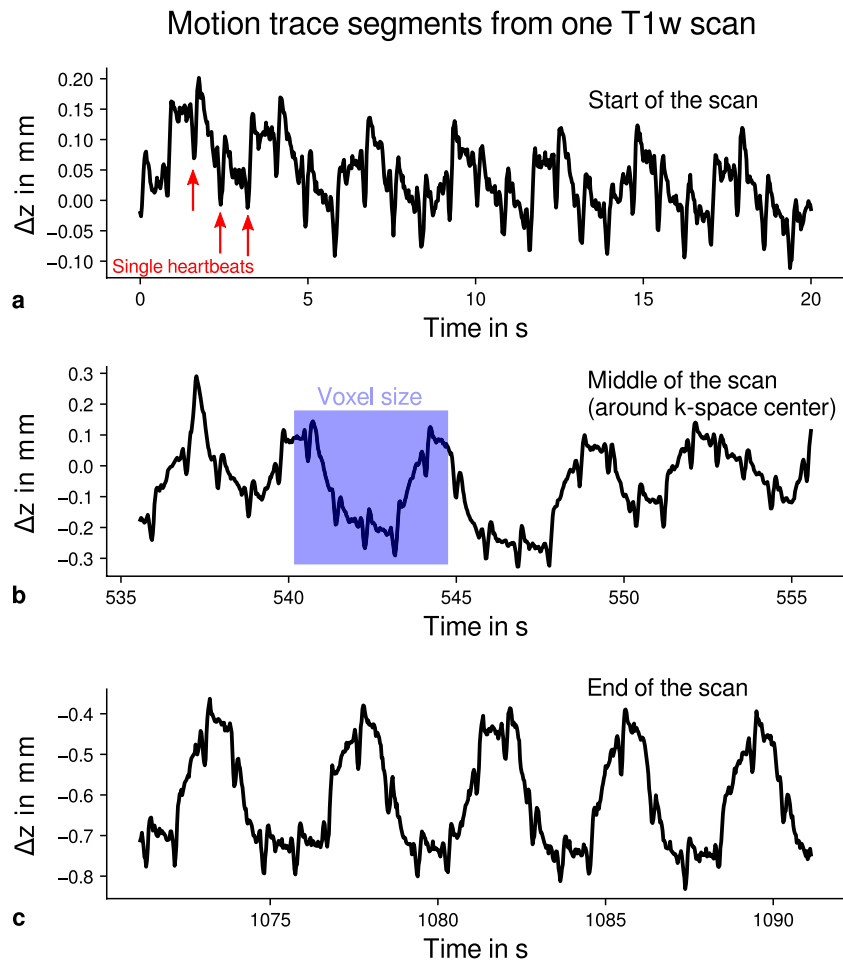 Motion trace segments from one T1w scan
0.20
0.15
0.10
0.05
0.00
−0.05
−0.10
Δz in mm
Start of the scan
Single heartbeats
0 5 10 15 20
a
Time in s
0.3
0.2
0.1
0.0
−0.1
−0.2
−0.3
Δz in mm
Voxel size
Middle of the scan
(around k-space center)
535 540 545 550 555
b
Time in s
−0.4
−0.5
−0.6
−0.7
−0.8
Δz in mm
End of the scan
1075 1080 1085 1090
c
Time in s